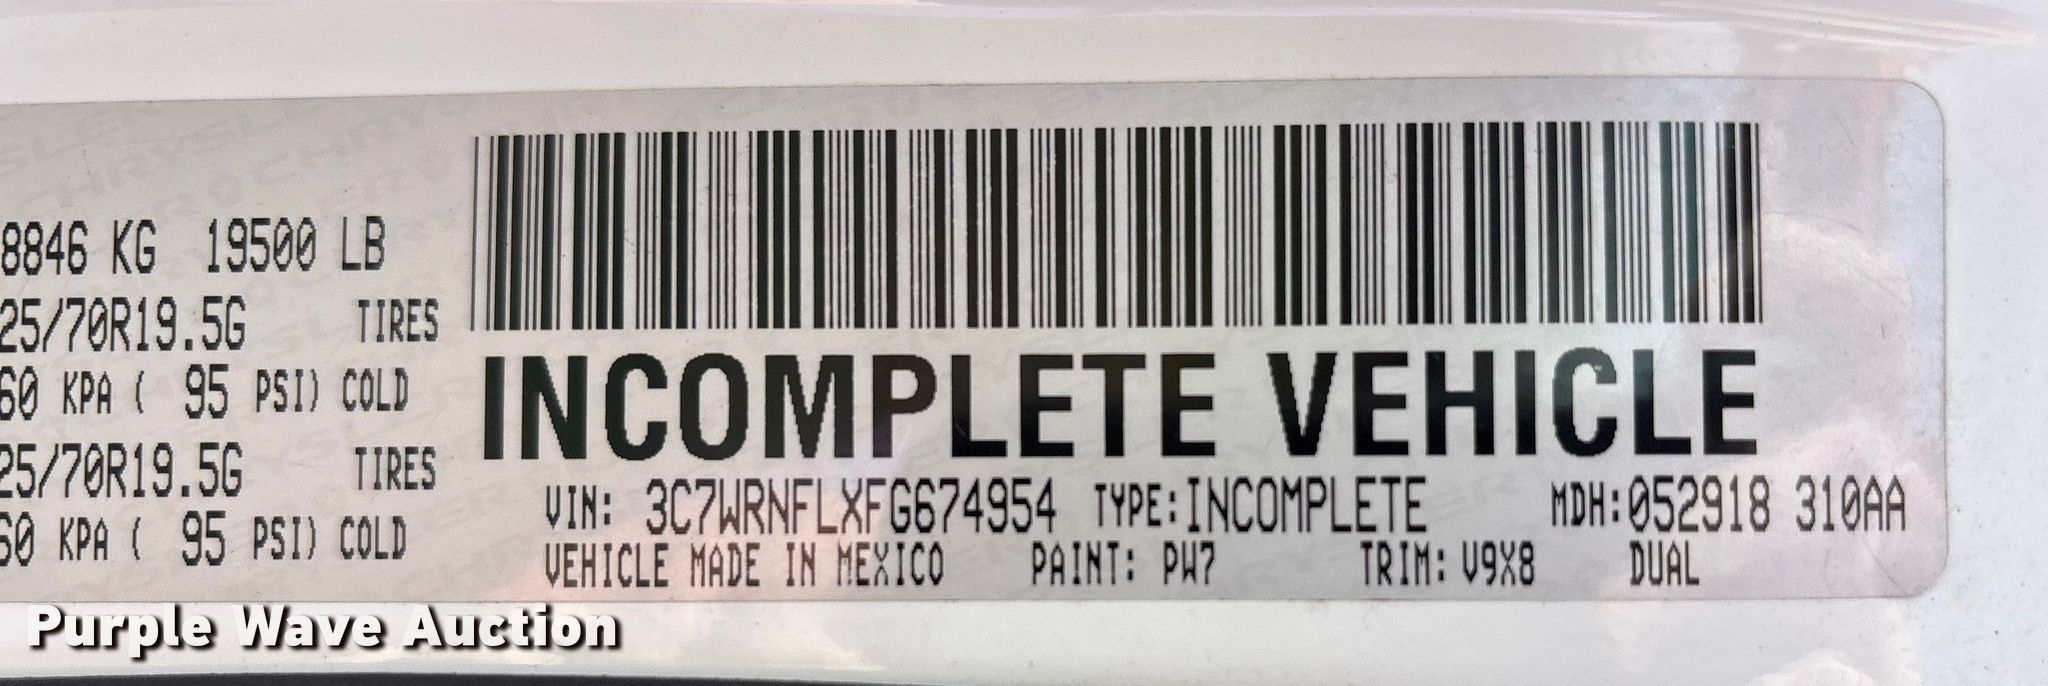 8846 KG 19500 LB
25/70R19.5G TIRES
60 KPA ( 95 PSI) COLD
25/70R19.5G TIRES
60 KPA ( 95 PSI) COLD
INCOMPLETE VEHICLE
VIN: 3C7WRNFLXFG674954 TYPE:INCOMPLETE MDH:052918 310AA
VEHICLE MADE IN MEXICO PAINT: PW7 TRIM: V9X8 DUAL
Purple Wave Auction